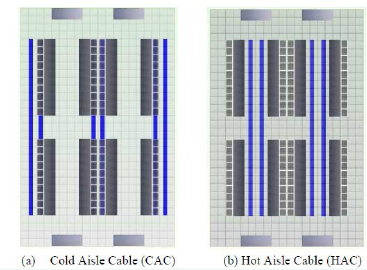 (a) Cold Aisle Cable (CAC)
(b) Hot Aisle Cable (HAC)